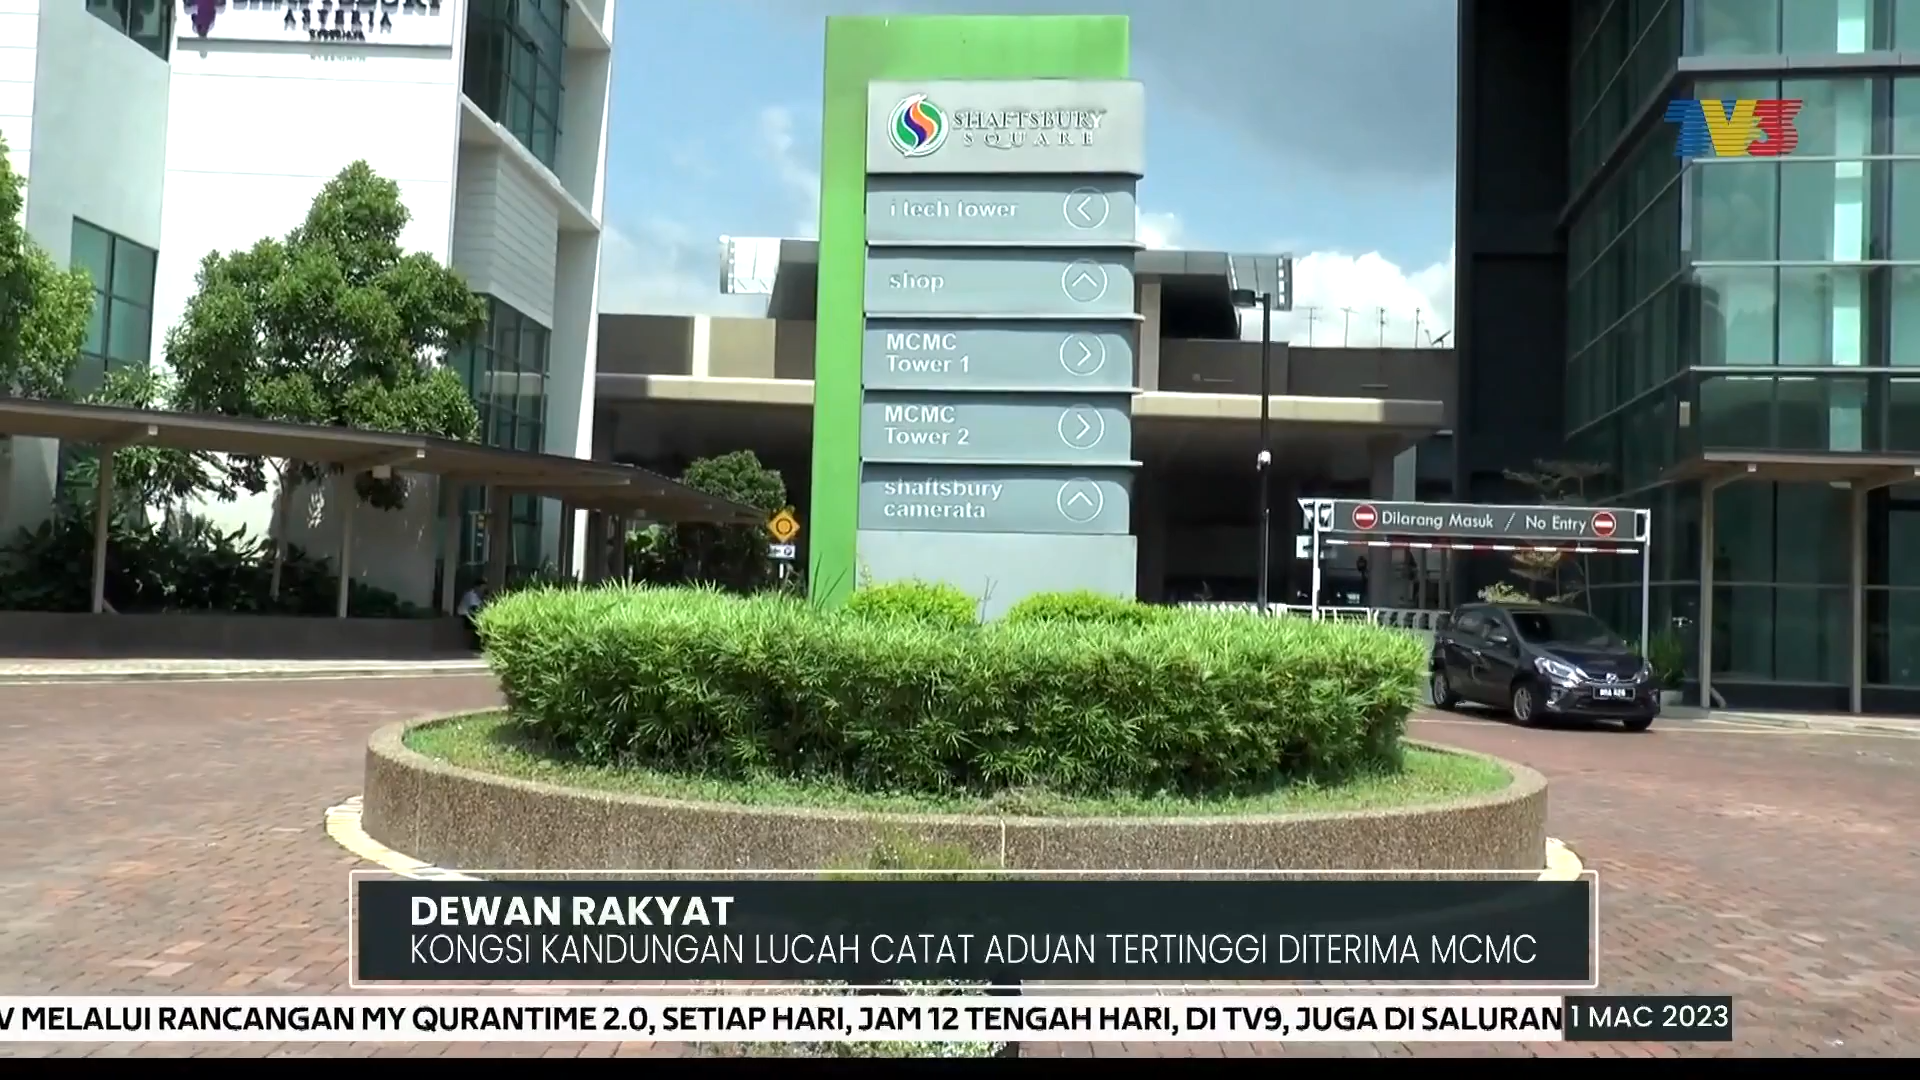 ASTERIA
TV3
SHAFTSBURY
SQUARE
i tech tower
shop
MCMC
Tower 1
MCMC
Tower 2
shaftsbury
camerata
Dilarang Masuk / No Entry
DEWAN RAKYAT
KONGSI KANDUNGAN LUCAH CATAT ADUAN TERTINGGI DITERIMA MCMC
V MELALUI RANCANGAN MY QURANTIME 2.0, SETIAP HARI, JAM 12 TENGAH HARI, DI TV9, JUGA DI SALURAN
1 MAC 2023